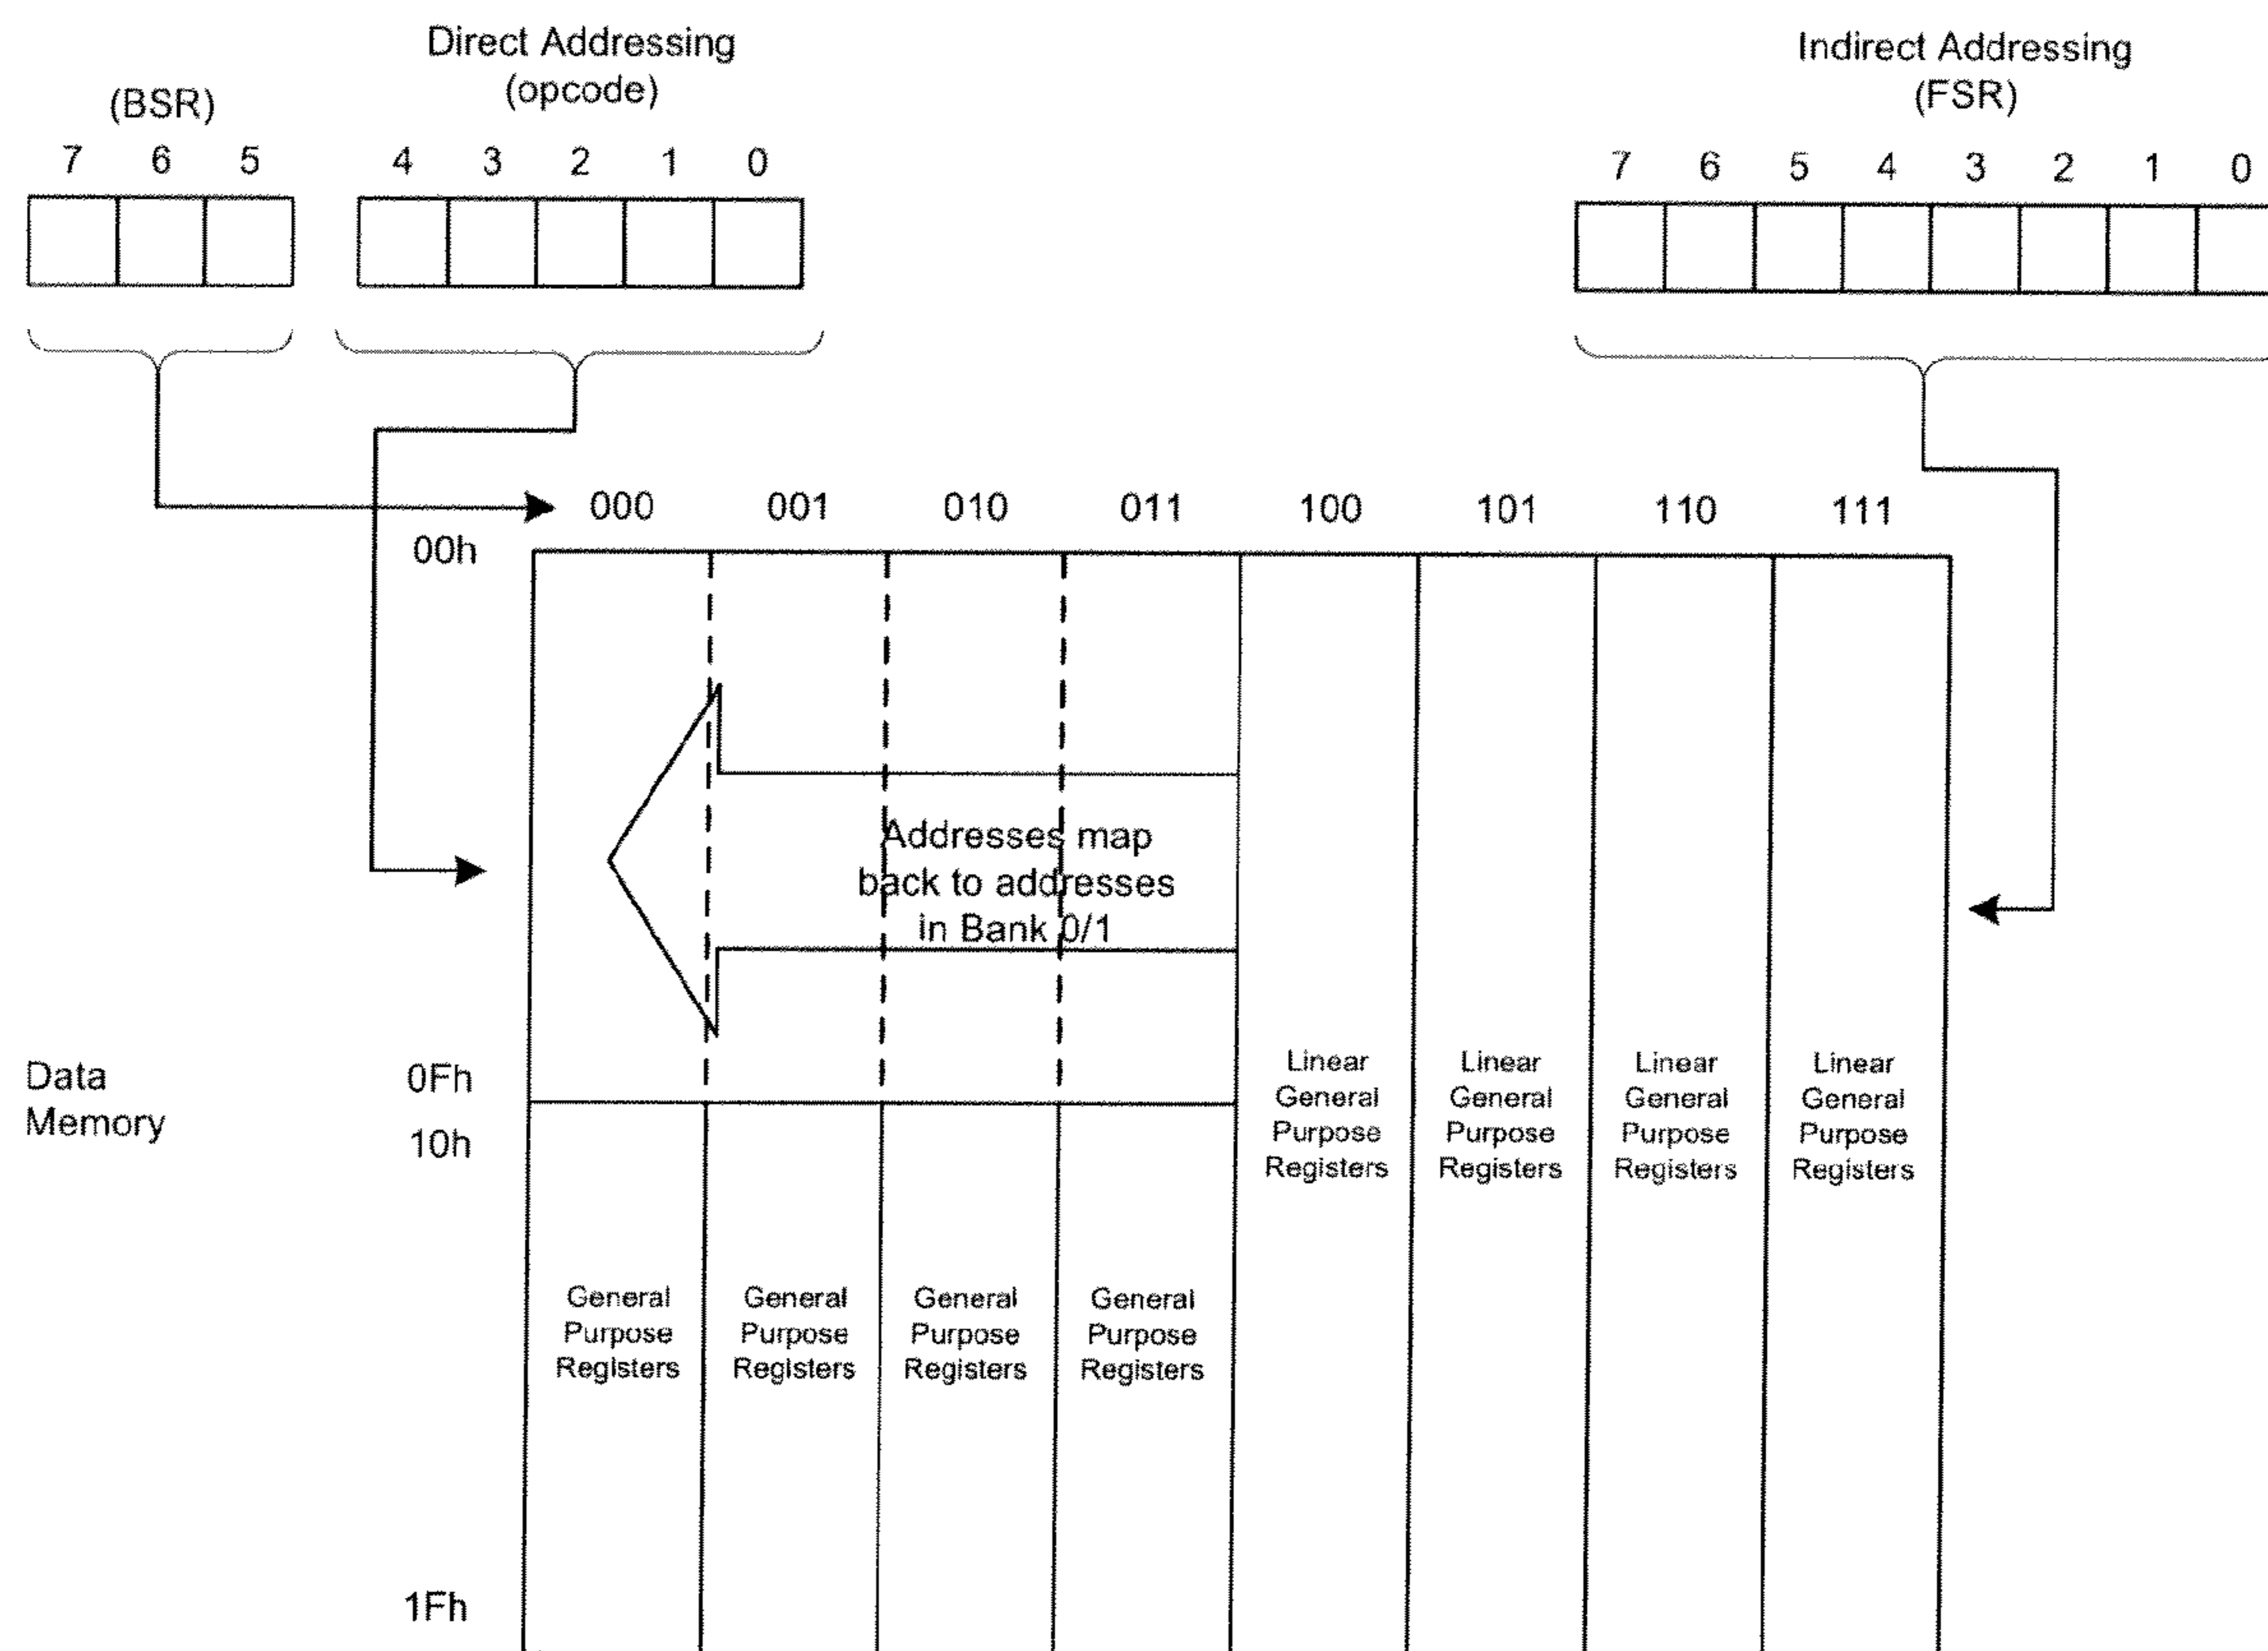 Direct Addressing
(opcode)
Indirect Addressing
(FSR)
(BSR)
7 6 5
4 3 2 1 0
7 6 5 4 3 2 1 0
000 001 010 011 100 101 110 111
00h
Addresses map
back to addresses
in Bank 0/1
Data
Memory
0Fh
10h
Linear
General
Purpose
Registers
Linear
General
Purpose
Registers
Linear
General
Purpose
Registers
Linear
General
Purpose
Registers
General
Purpose
Registers
General
Purpose
Registers
General
Purpose
Registers
General
Purpose
Registers
1Fh